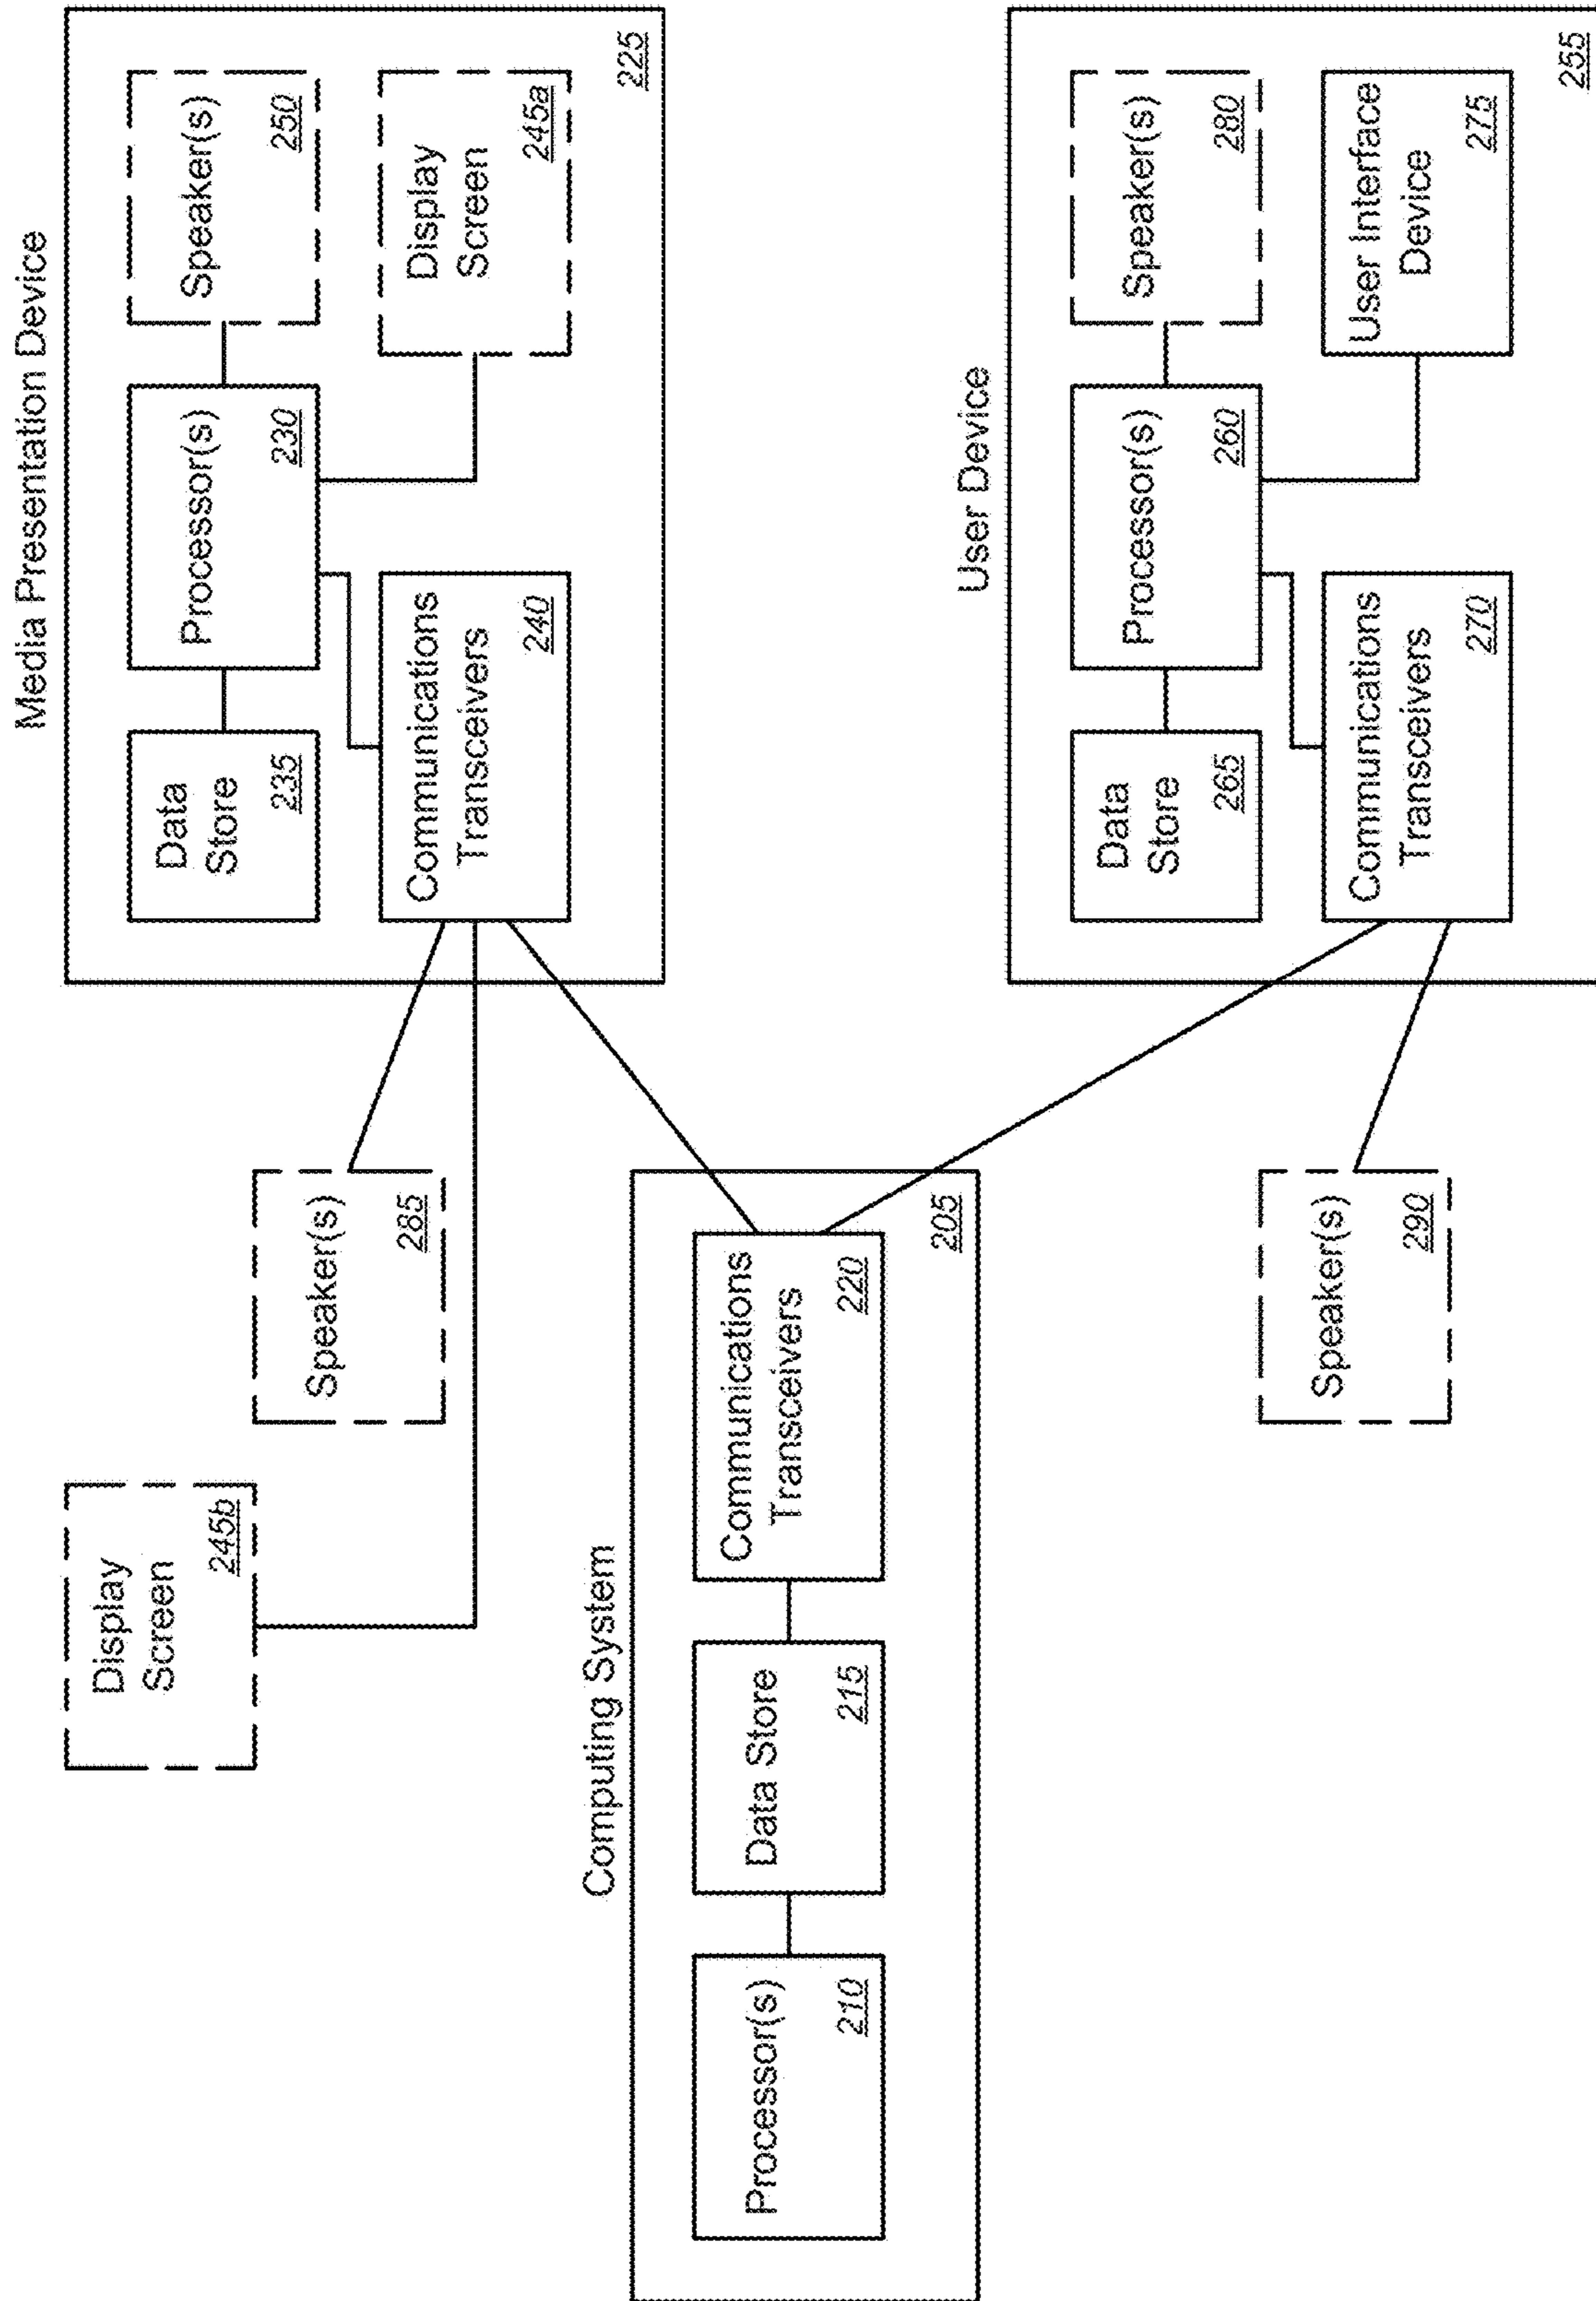 Media Presentation Device
Data
Store
235
Processor(s)
230
Speaker(s)
250
Communications
Transceivers
240
Display
Screen
245a
225
Display
Screen
245b
Speaker(s)
285
Computing System
Processor(s)
210
Data Store
215
Communications
Transceivers
220
205
User Device
Data
Store
265
Processor(s)
260
Speaker(s)
280
Communications
Transceivers
270
User Interface
Device
275
255
Speaker(s)
290